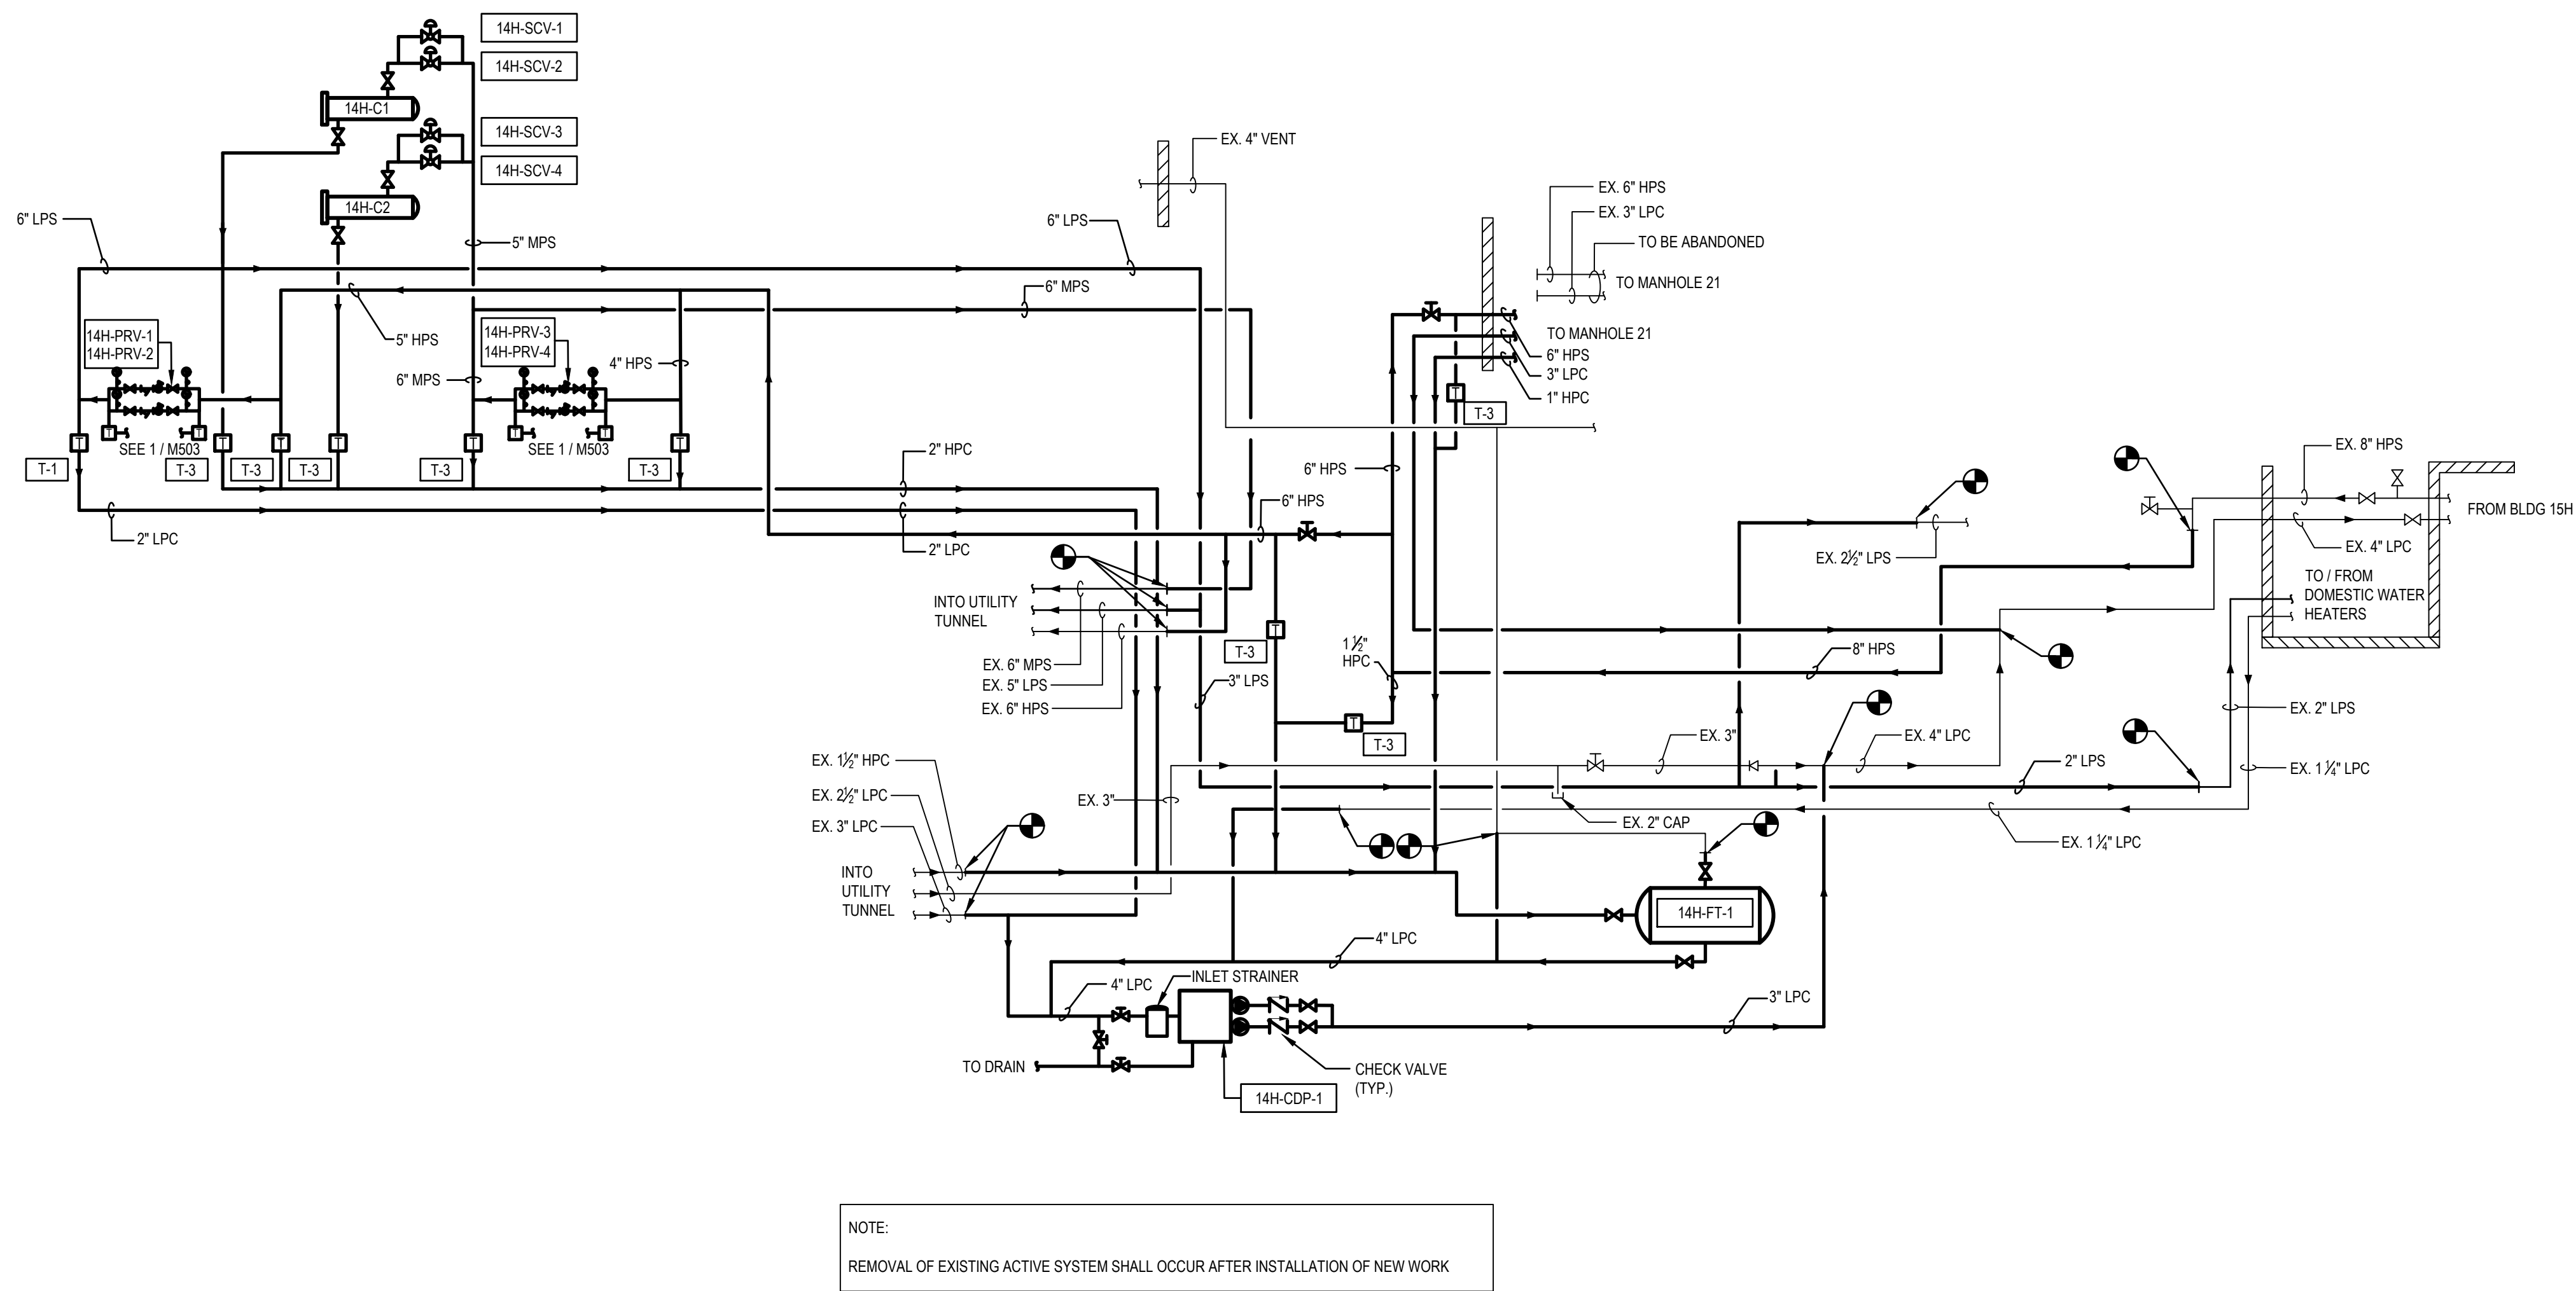 14H-SCV-1
14H-SCV-2
14H-C1
14H-SCV-3
14H-SCV-4
14H-C2
6" LPS
5" MPS
5" HPS
14H-PRV-1
14H-PRV-2
6" MPS
14H-PRV-3
14H-PRV-4
4" HPS
SEE 1 / M503
SEE 1 / M503
T-1
T-3
T-3
T-3
T-3
T-3
2" LPC
2" HPC
2" LPC
6" LPS
6" MPS
EX. 4" VENT
EX. 6" HPS
EX. 3" LPC
TO BE ABANDONED
TO MANHOLE 21
TO MANHOLE 21
6" HPS
3" LPC
1" HPC
T-3
6" HPS
6" HPS
INTO UTILITY
TUNNEL
EX. 6" MPS
EX. 5" LPS
EX. 6" HPS
T-3
3" LPS
1 ½"
HPC
T-3
8" HPS
EX. 2½" LPS
EX. 8" HPS
FROM BLDG 15H
EX. 4" LPC
TO / FROM
DOMESTIC WATER
HEATERS
EX. 2" LPS
EX. 1 ¼" LPC
EX. 3"
EX. 4" LPC
2" LPS
EX. 2" CAP
EX. 1 ¼" LPC
EX. 1½" HPC
EX. 2½" LPC
EX. 3" LPC
EX. 3"
INTO
UTILITY
TUNNEL
14H-FT-1
4" LPC
4" LPC
INLET STRAINER
3" LPC
TO DRAIN
CHECK VALVE
(TYP.)
14H-CDP-1
NOTE:
REMOVAL OF EXISTING ACTIVE SYSTEM SHALL OCCUR AFTER INSTALLATION OF NEW WORK